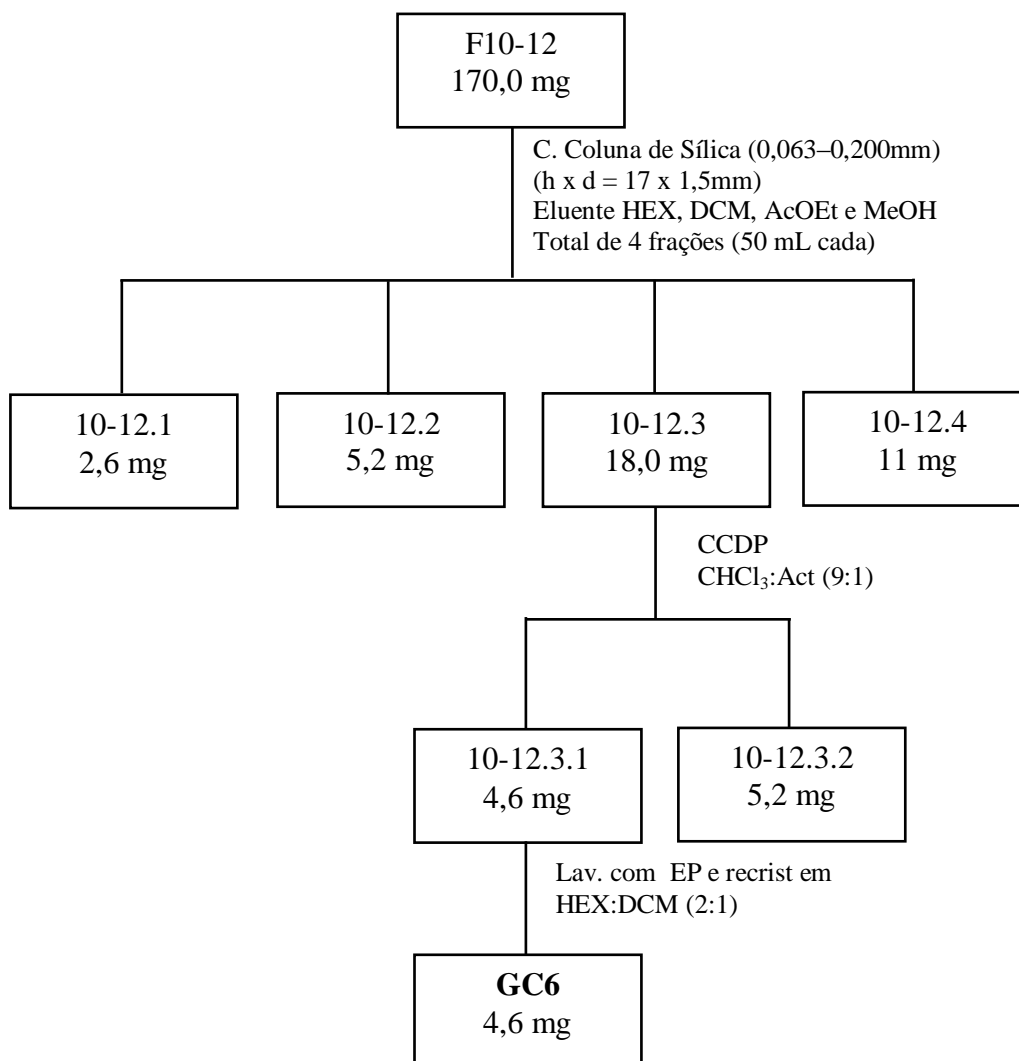 F10-12
170,0 mg
C. Coluna de Sílica (0,063–0,200mm)
(h x d = 17 x 1,5mm)
Eluente HEX, DCM, AcOEt e MeOH
Total de 4 frações (50 mL cada)
10-12.1
2,6 mg
10-12.2
5,2 mg
10-12.3
18,0 mg
10-12.4
11 mg
CCDP
CHCl₃:Act (9:1)
10-12.3.1
4,6 mg
10-12.3.2
5,2 mg
Lav. com EP e recrist em
HEX:DCM (2:1)
GC6
4,6 mg